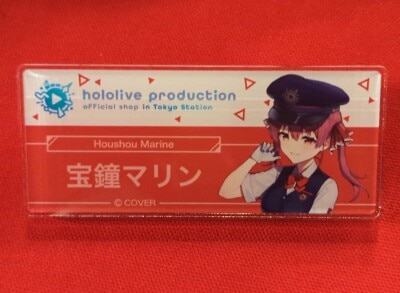 hololive production
official shop in Tokyo Station
Houshou Marine
宝鐘マリン
© COVER